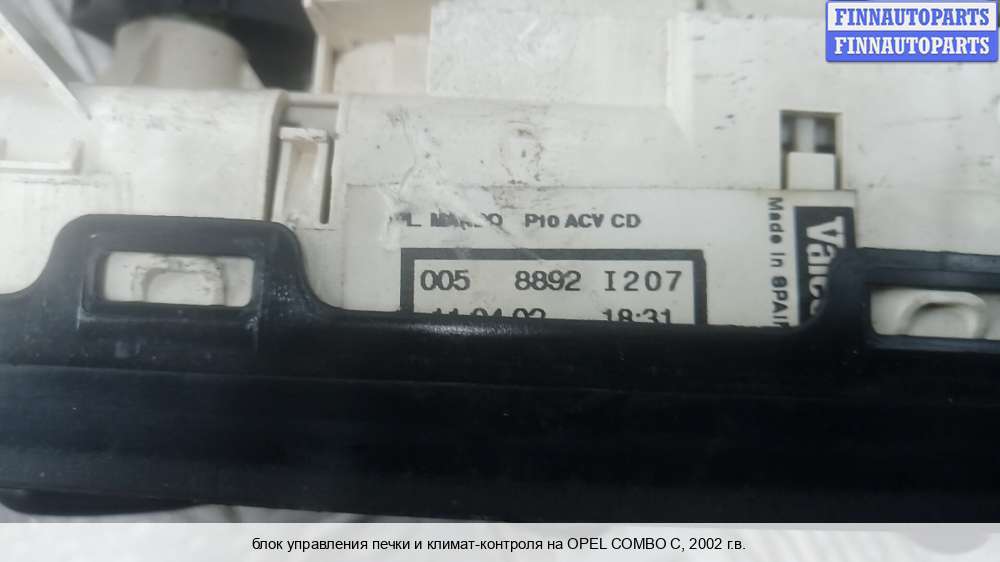 FINNAUTOPARTS
FINNAUTOPARTS
P10 ACV CD
005 8892 I207
18:31
Made in SPAIN
блок управления печки и климат-контроля на OPEL COMBO C, 2002 г.в.